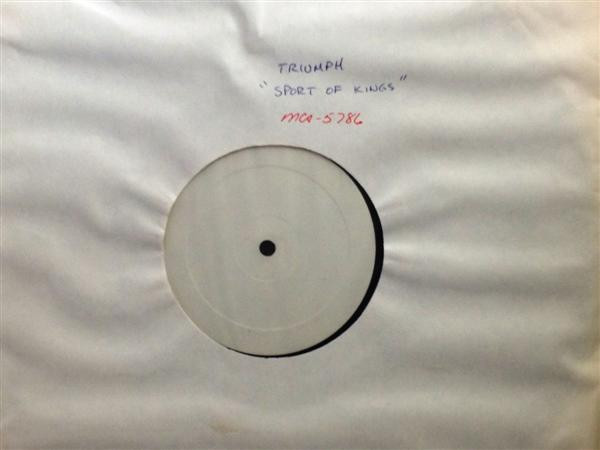 TRIUMPH
"SPORT OF KINGS"
MCA-5786